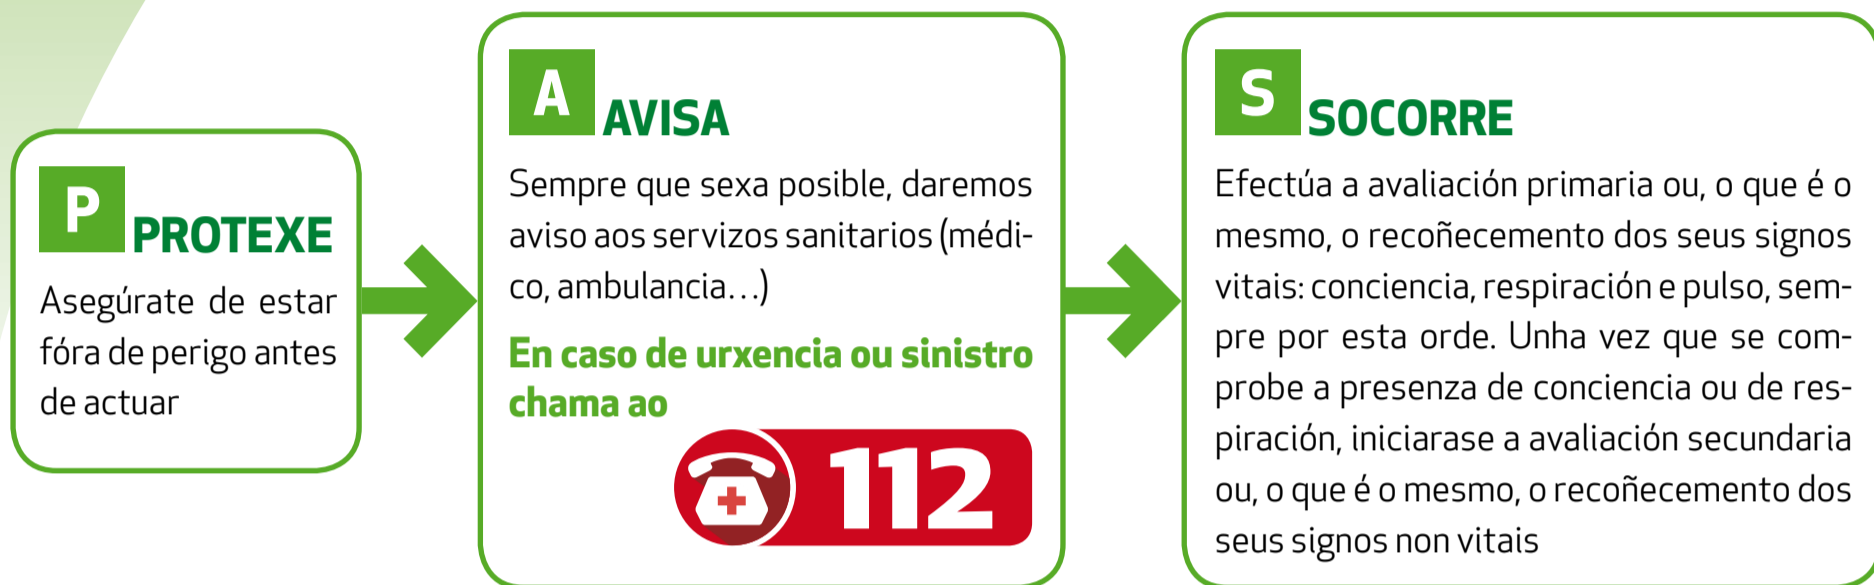 P PROTEXE
Asegúrate de estar
fóra de perigo antes
de actuar
A AVISA
Sempre que sexa posible, daremos
aviso aos servizos sanitarios (médi-
co, ambulancia…)
En caso de urxencia ou sinistro
chama ao
112
S SOCORRE
Efectúa a avaliación primaria ou, o que é o
mesmo, o recoñecemento dos seus signos
vitais: conciencia, respiración e pulso, sem-
pre por esta orde. Unha vez que se com-
probe a presenza de conciencia ou de res-
piración, iniciarase a avaliación secundaria
ou, o que é o mesmo, o recoñecemento dos
seus signos non vitais